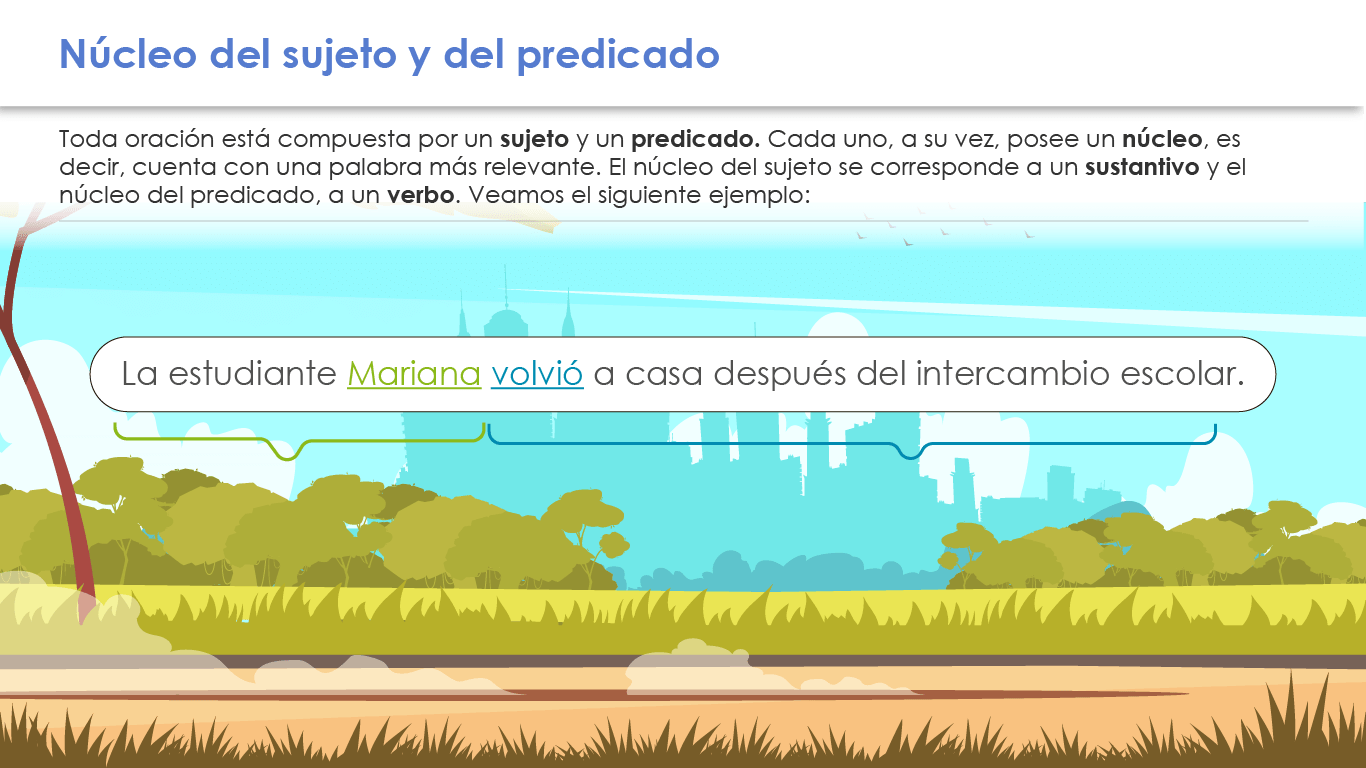 Núcleo del sujeto y del predicado
Toda oración está compuesta por un sujeto y un predicado. Cada uno, a su vez, posee un núcleo, es
decir, cuenta con una palabra más relevante. El núcleo del sujeto se corresponde a un sustantivo y el
núcleo del predicado, a un verbo. Veamos el siguiente ejemplo:
La estudiante Mariana volvió a casa después del intercambio escolar.